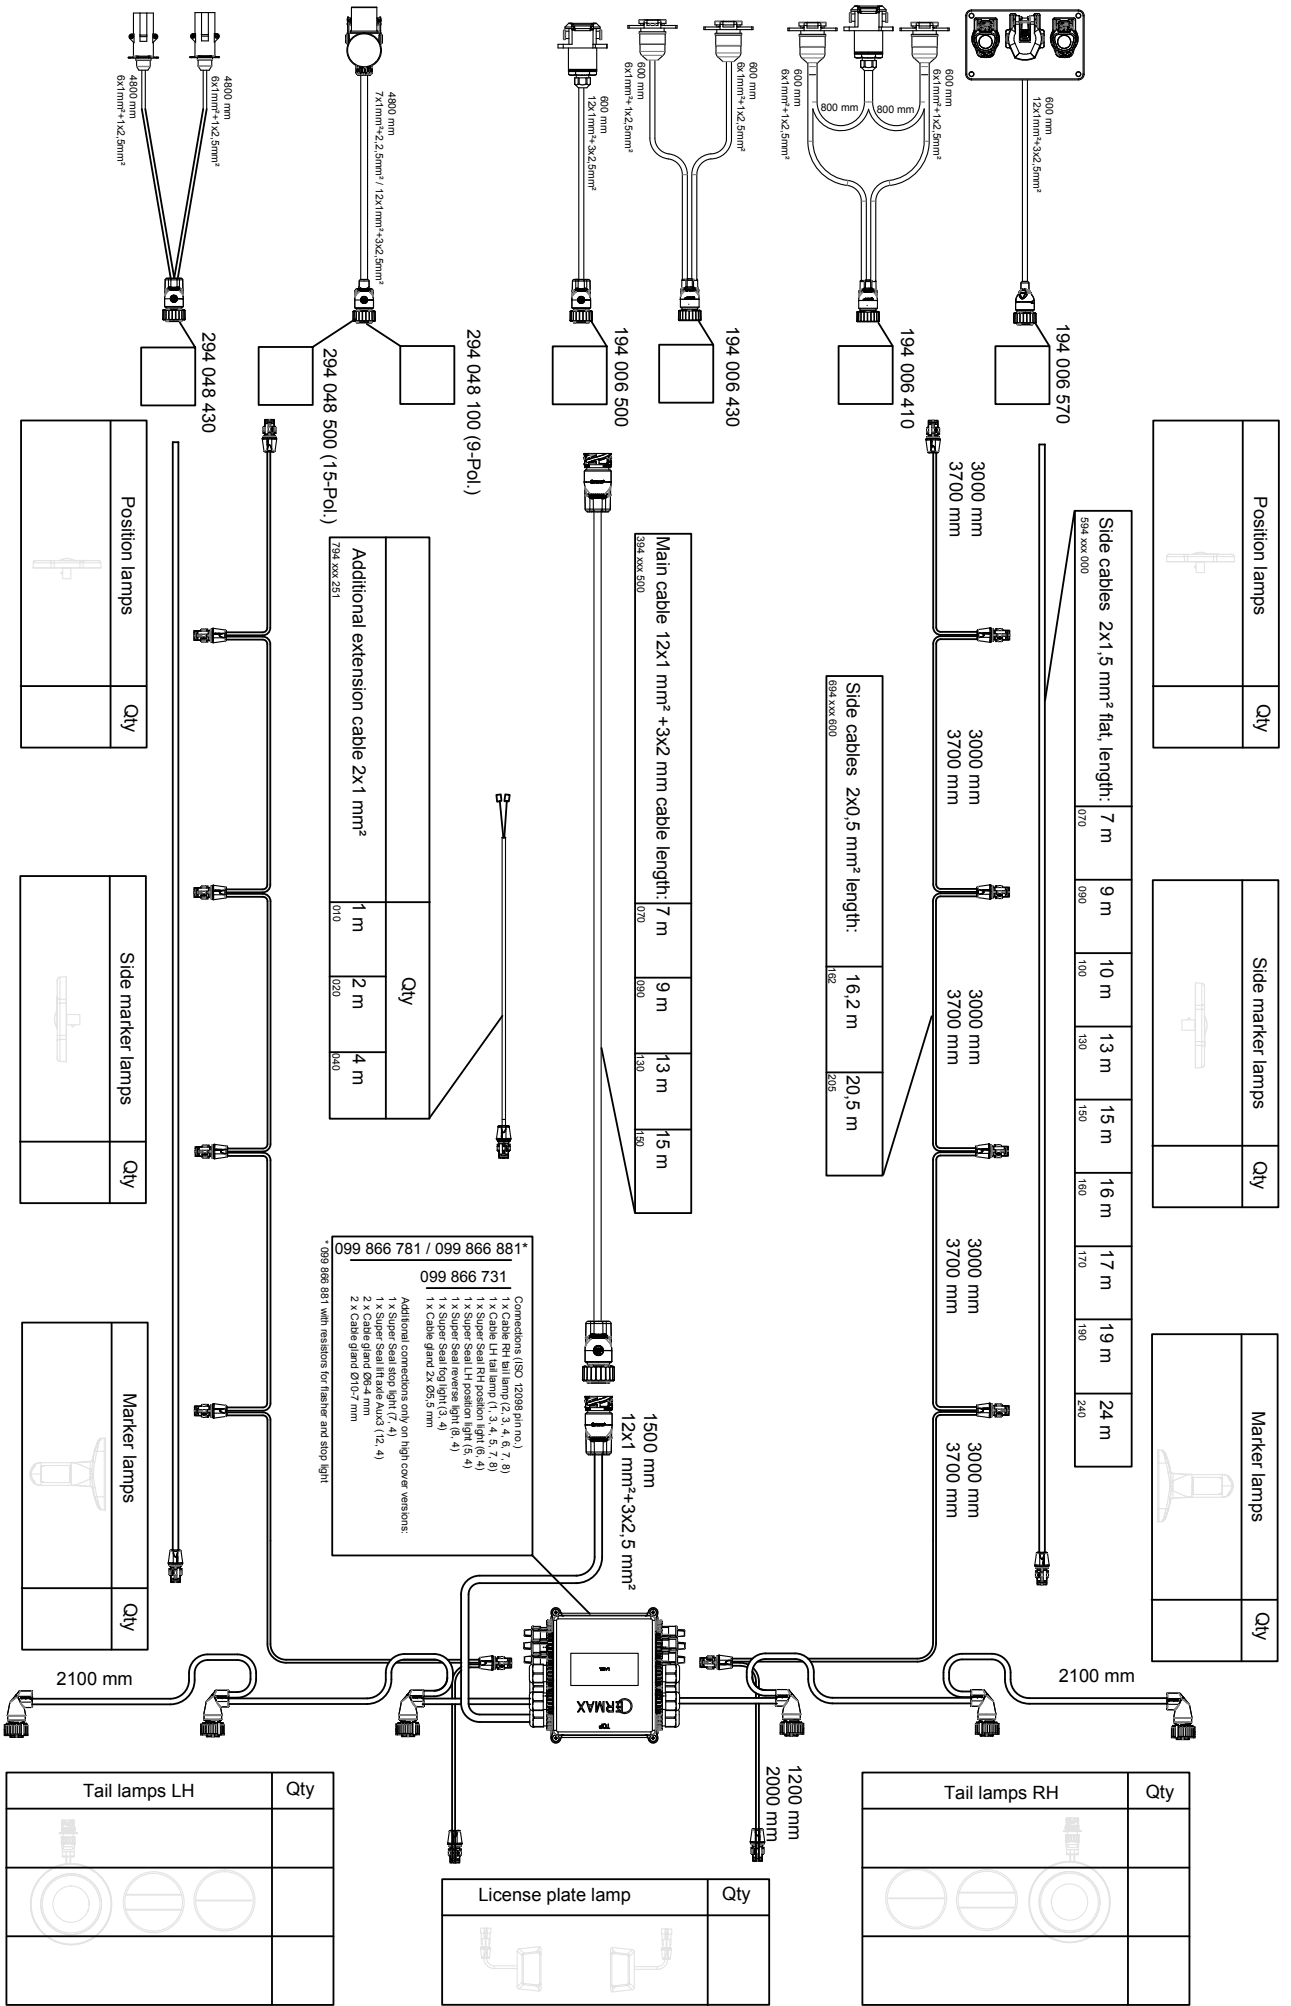 600 mm
12x1mm²+3x2,5mm²
194 006 570
600 mm
6x1mm²+1x2,5mm²
800 mm
800 mm
600 mm
6x1mm²+1x2,5mm²
194 006 410
600 mm
6x1mm²+1x2,5mm²
600 mm
6x1mm²+1x2,5mm²
194 006 430
600 mm
12x1mm²+3x2,5mm²
194 006 500
4800 mm
7x1mm²+2,2,5mm² / 12x1mm²+3x2,5mm²
294 048 100 (9-Pol.)
294 048 500 (15-Pol.)
4800 mm
6x1mm²+1x2,5mm²
4800 mm
6x1mm²+1x2,5mm²
294 048 430
Position lamps
Qty
Side marker lamps
Qty
Marker lamps
Qty
Side cables 2x1,5 mm² flat, length:
594 xxx 000
7 m
070
9 m
090
10 m
100
13 m
130
15 m
150
16 m
160
17 m
170
19 m
190
24 m
240
3000 mm
3700 mm
3000 mm
3700 mm
3000 mm
3700 mm
3000 mm
3700 mm
3000 mm
3700 mm
Side cables 2x0,5 mm² length:
694 xxx 600
16,2 m
162
20,5 m
205
Main cable 12x1 mm² +3x2 mm cable length:
394 xxx 500
7 m
070
9 m
090
13 m
130
15 m
150
1500 mm
12x1 mm²+3x2,5 mm²
Additional extension cable 2x1 mm²
794 xxx 251
Qty
1 m
010
2 m
020
4 m
040
099 866 781 / 099 866 881*
099 866 731
Connections (ISO 12098 pin no.)
1 x Cable RH tail lamp (2, 3, 4, 6, 7, 8)
1 x Cable LH tail lamp (1, 3, 4, 5, 7, 8)
1 x Super Seal RH position light (6, 4)
1 x Super Seal LH position light (5, 4)
1 x Super Seal reverse light (8, 4)
1 x Super Seal fog light (3, 4)
1 x Cable gland 2x Ø5,5 mm
Additional connections only on high cover versions:
1 x Super Seal stop light (7, 4)
1 x Super Seal lift axle Aux3 (12, 4)
2 x Cable gland Ø6-4 mm
2 x Cable gland Ø10-7 mm
* 099 866 881 with resistors for flasher and stop light
Position lamps
Qty
Side marker lamps
Qty
Marker lamps
Qty
LABEL
ERMAX
TOP
2100 mm
2100 mm
1200 mm
2000 mm
Tail lamps LH
Qty
License plate lamp
Qty
Tail lamps RH
Qty